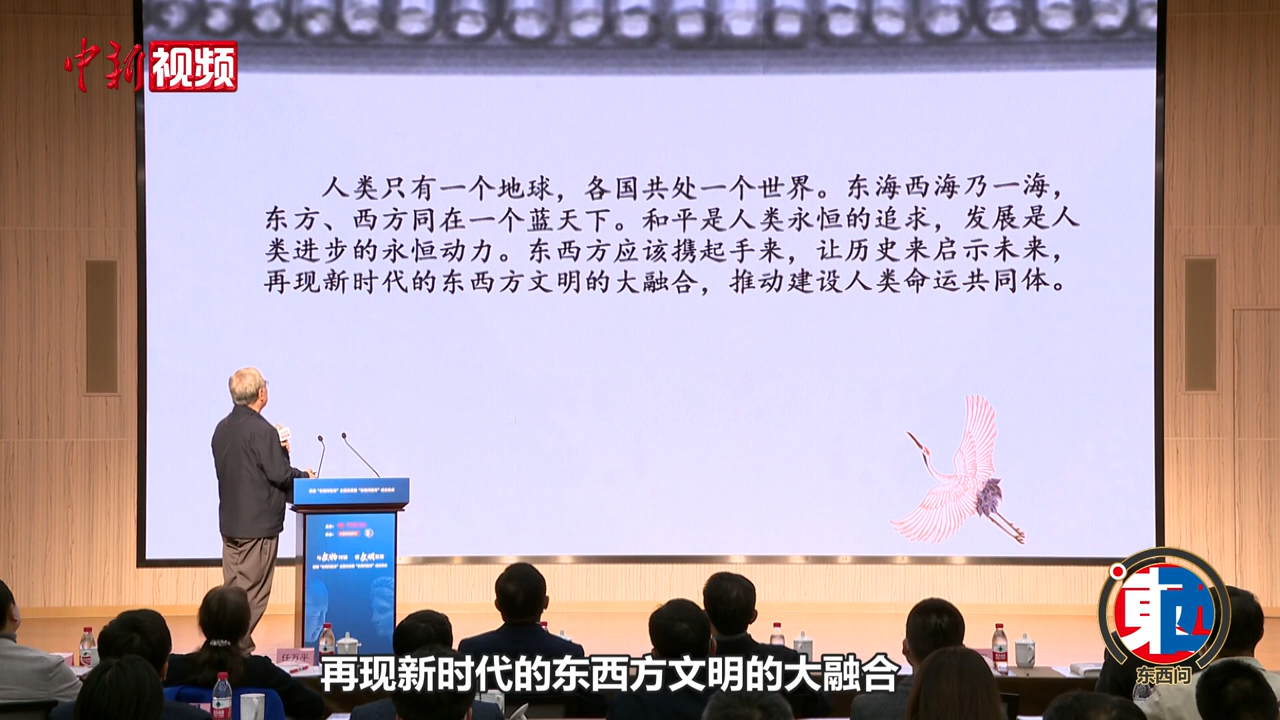 中新视频
人类只有一个地球，各国共处一个世界。东海西海乃一海，
东方、西方同在一个蓝天下。和平是人类永恒的追求，发展是人
类进步的永恒动力。东西方应该携起手来，让历史来启示未来，
再现新时代的东西方文明的大融合，推动建设人类命运共同体。
任万平
再现新时代的东西方文明的大融合
东西问